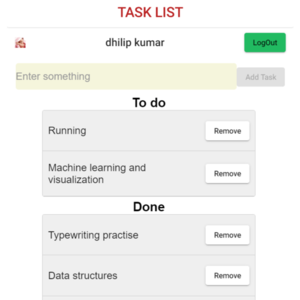 TASK LIST
dhilip kumar
LogOut
Enter something
Add Task
To do
Running
Remove
Machine learning and
visualization
Remove
Done
Typewriting practise
Remove
Data structures
Remove